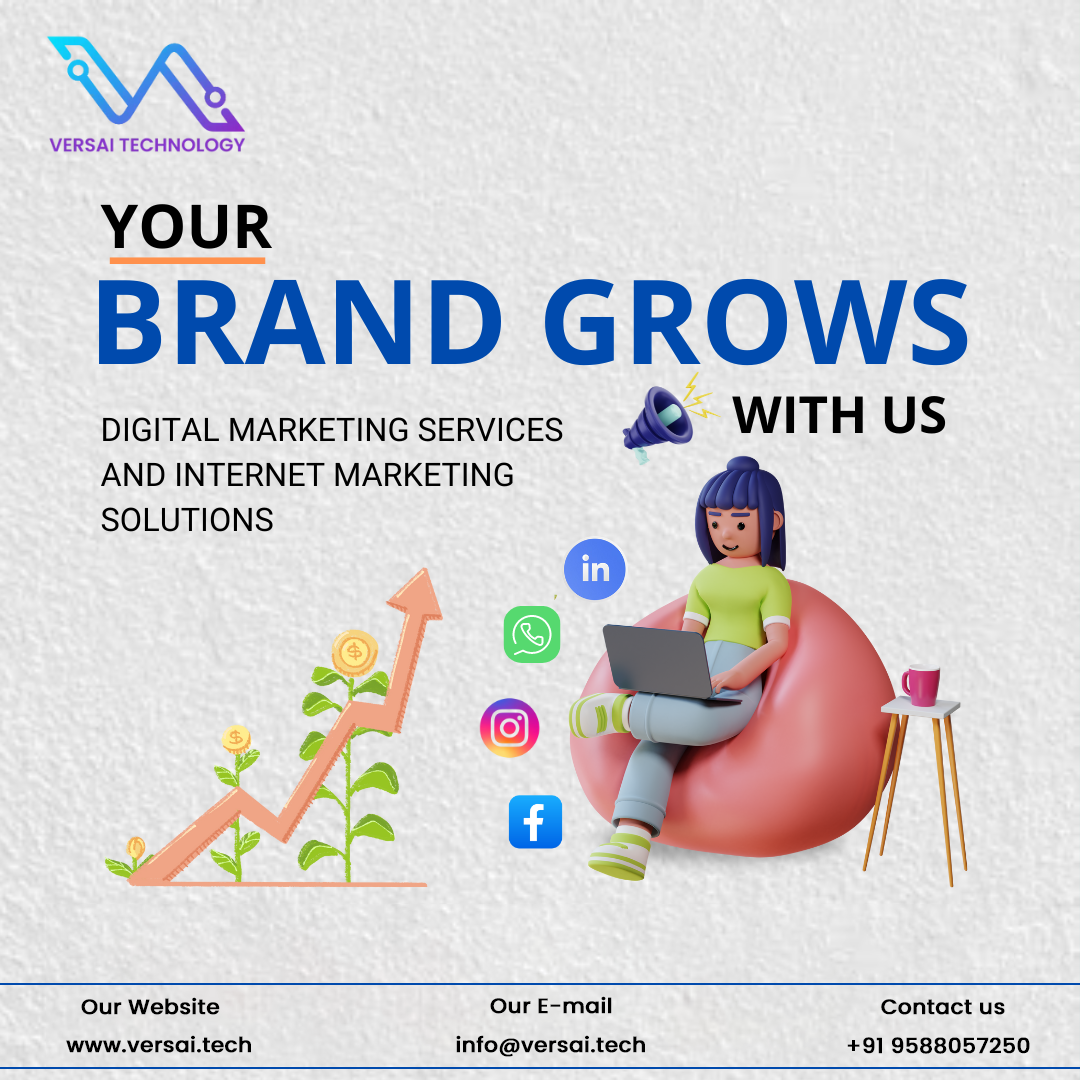 VERSAI TECHNOLOGY
YOUR
BRAND GROWS
WITH US
DIGITAL MARKETING SERVICES
AND INTERNET MARKETING
SOLUTIONS
in
$
$
f
Our Website
www.versai.tech
Our E-mail
info@versai.tech
Contact us
+91 9588057250